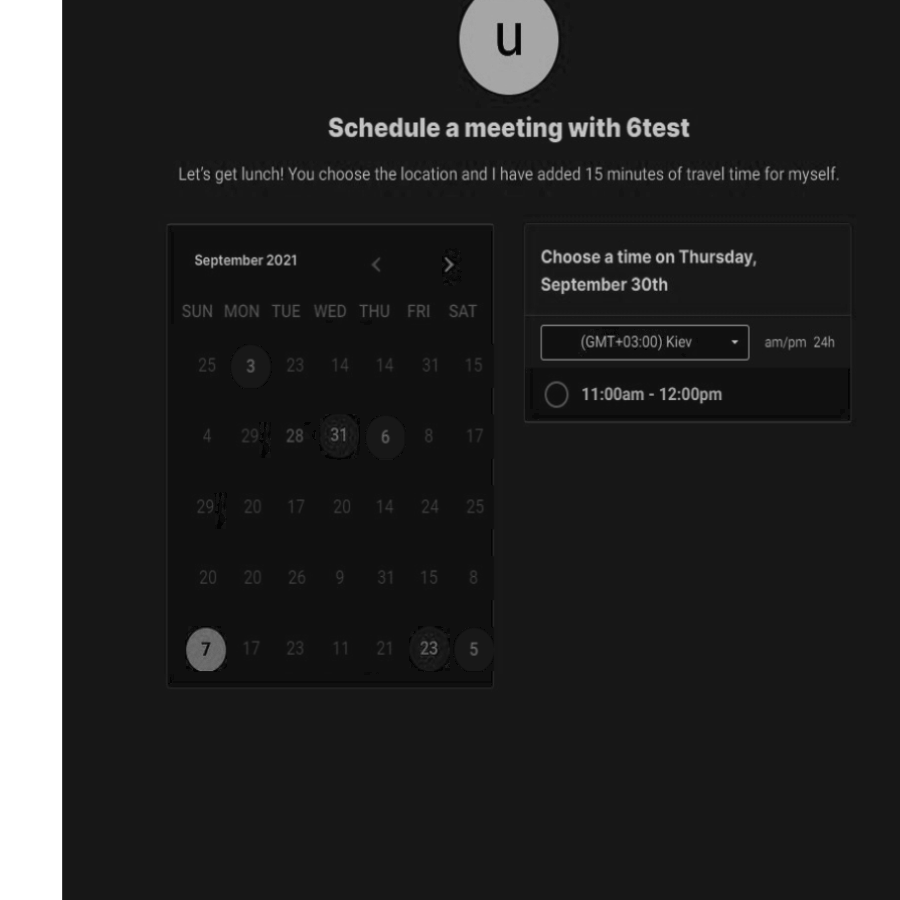 u
Schedule a meeting with 6test
Let's get lunch! You choose the location and I have added 15 minutes of travel time for myself.
September 2021
SUN MON TUE WED THU FRI SAT
25 3 23 14 14 31 15
4 29 28 31 6 8 17
29 20 17 20 14 24 25
20 20 26 9 31 15 8
7 17 23 11 21 23 5
Choose a time on Thursday,
September 30th
(GMT+03:00) Kiev am/pm 24h
11:00am - 12:00pm